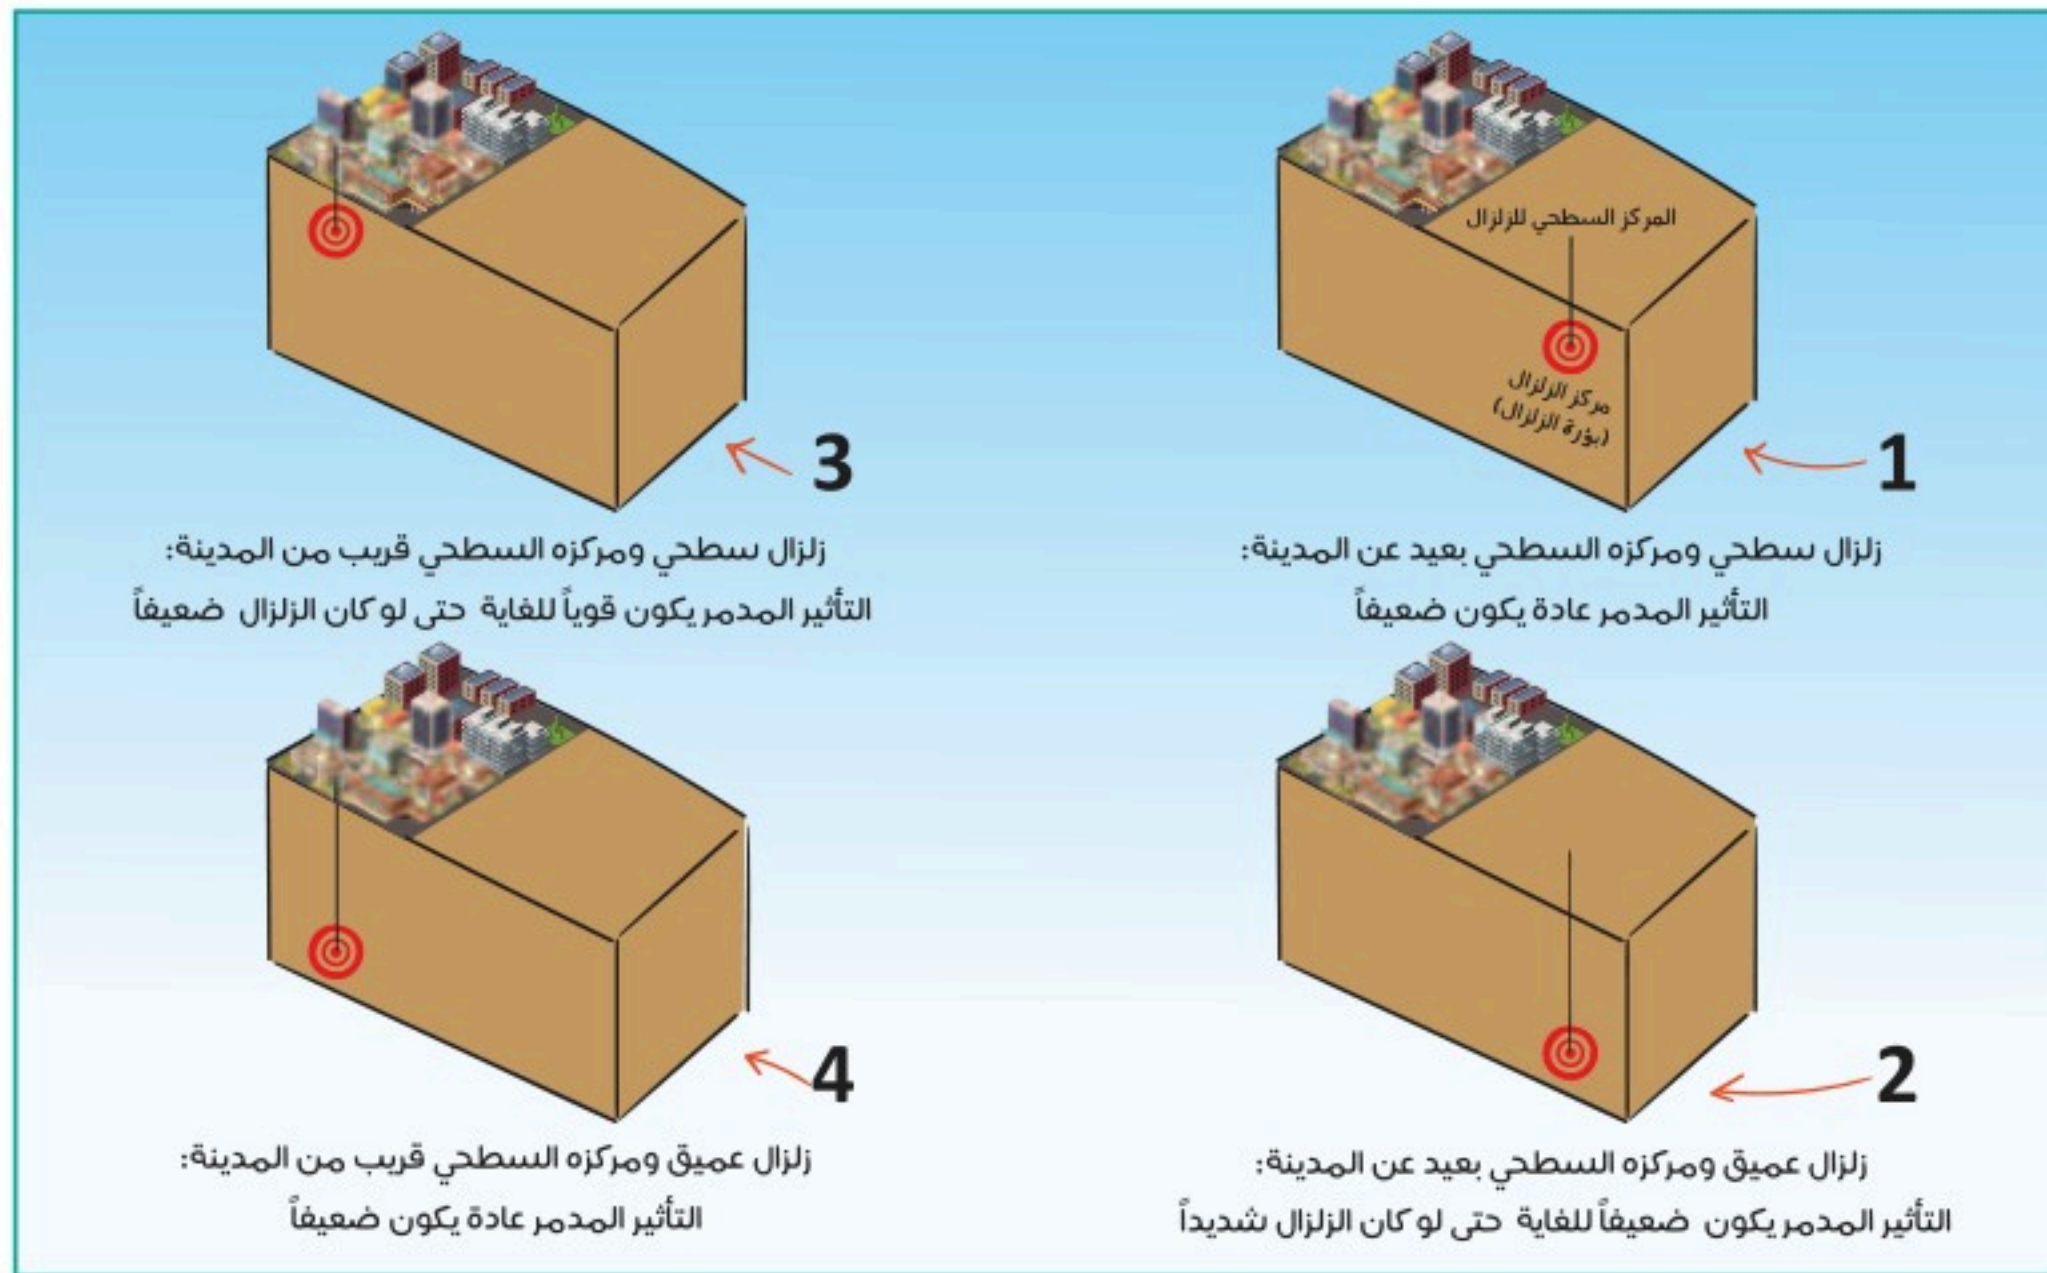 المركز السطحي للزلزال
مركز الزلزال
(بؤرة الزلزال)
1
زلزال سطحي ومركزه السطحي بعيد عن المدينة:
التأثير المدمر عادة يكون ضعيفاً
2
زلزال عميق ومركزه السطحي بعيد عن المدينة:
التأثير المدمر يكون ضعيفاً للغاية حتى لو كان الزلزال شديداً
3
زلزال سطحي ومركزه السطحي قريب من المدينة:
التأثير المدمر يكون قوياً للغاية حتى لو كان الزلزال ضعيفاً
4
زلزال عميق ومركزه السطحي قريب من المدينة:
التأثير المدمر عادة يكون ضعيفاً